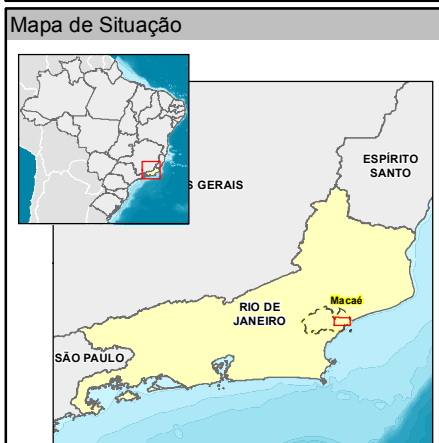 Mapa de Situação
S GERAIS
ESPÍRITO
SANTO
Macaé
RIO DE
JANEIRO
SÃO PAULO